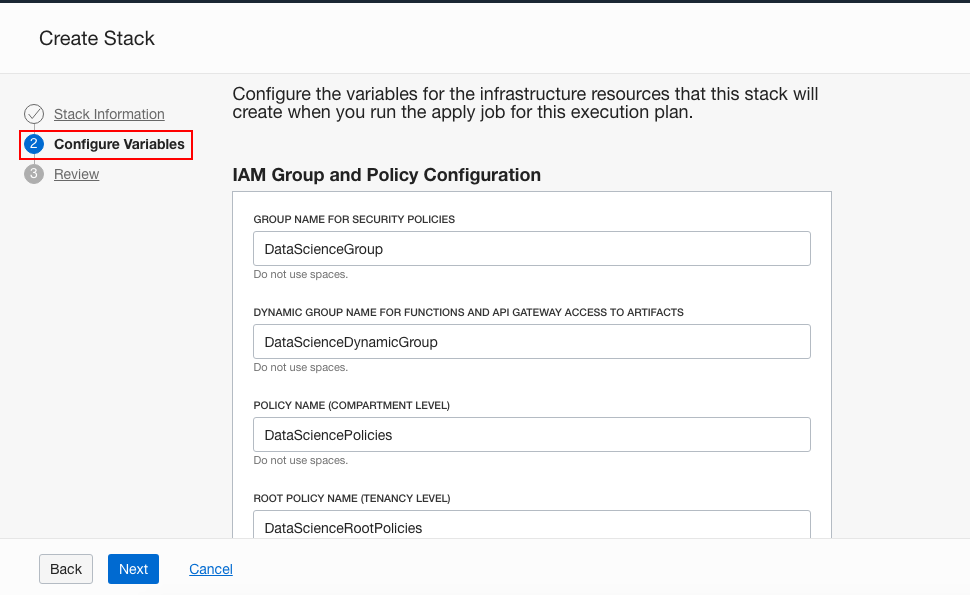 Create Stack
Stack Information
2 Configure Variables
3 Review
Configure the variables for the infrastructure resources that this stack will
create when you run the apply job for this execution plan.
IAM Group and Policy Configuration
GROUP NAME FOR SECURITY POLICIES
DataScienceGroup
Do not use spaces.
DYNAMIC GROUP NAME FOR FUNCTIONS AND API GATEWAY ACCESS TO ARTIFACTS
DataScienceDynamicGroup
Do not use spaces.
POLICY NAME (COMPARTMENT LEVEL)
DataSciencePolicies
Do not use spaces.
ROOT POLICY NAME (TENANCY LEVEL)
DataScienceRootPolicies
Back Next Cancel